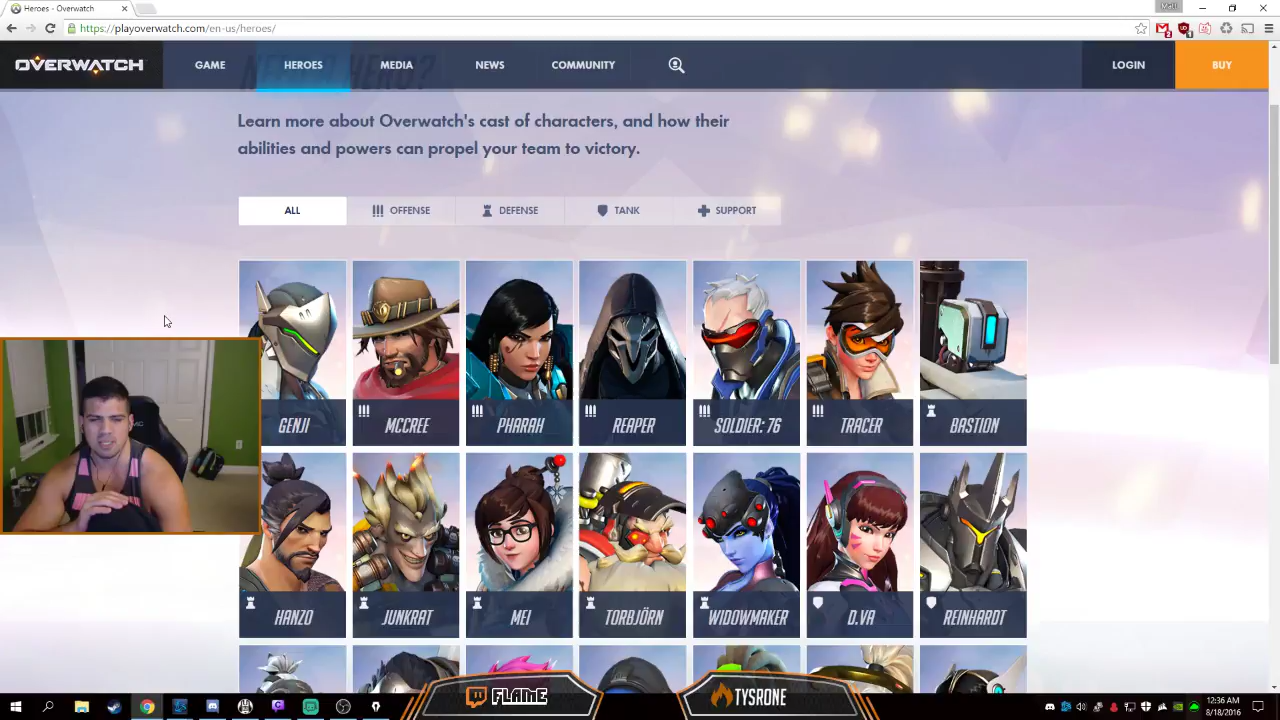 Heroes - Overwatch
Matt
https://playoverwatch.com/en-us/heroes/
OVERWATCH
GAME
HEROES
MEDIA
NEWS
COMMUNITY
LOGIN
BUY
Learn more about Overwatch's cast of characters, and how their
abilities and powers can propel your team to victory.
ALL
OFFENSE
DEFENSE
TANK
SUPPORT
GENJI
MCCREE
PHARAH
REAPER
SOLDIER: 76
TRACER
BASTION
HANZO
JUNKRAT
MEI
TORBJÖRN
WIDOWMAKER
D.VA
REINHARDT
FLAME
TYSRONE
12:36 AM
8/18/2016